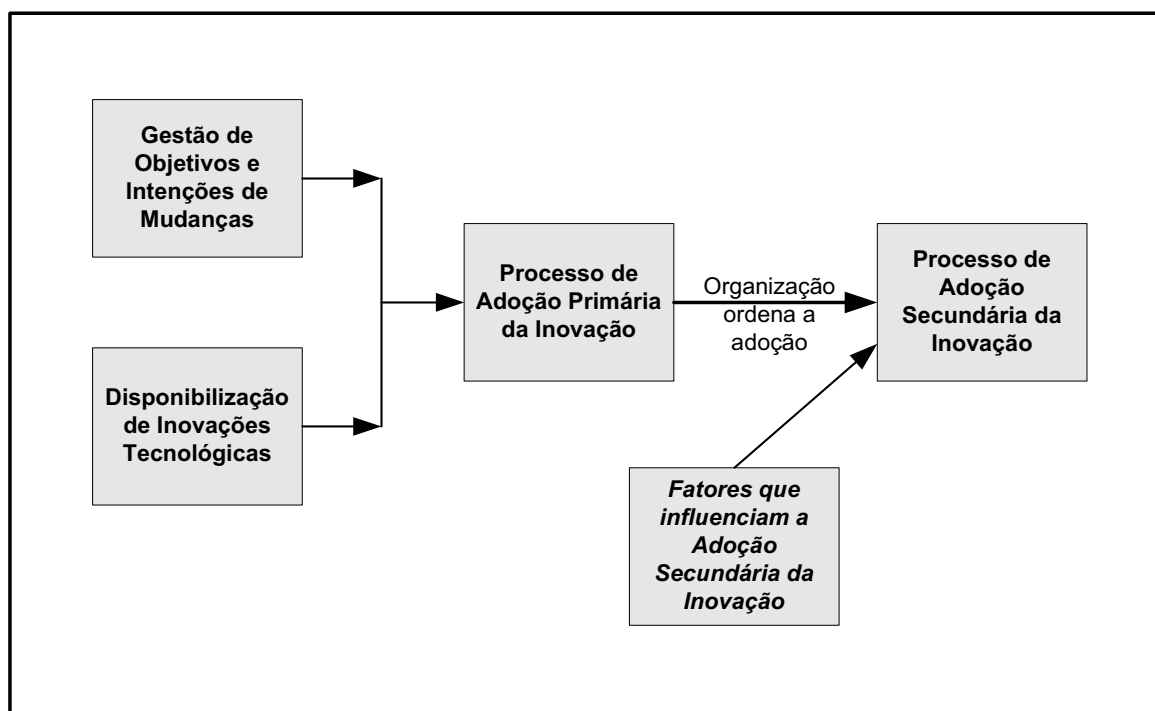 Gestão de
Objetivos e
Intenções de
Mudanças
Disponibilização
de Inovações
Tecnológicas
Processo de
Adoção Primária
da Inovação
Organização
ordena a
adoção
Processo de
Adoção
Secundária da
Inovação
Fatores que
influenciam a
Adoção
Secundária da
Inovação